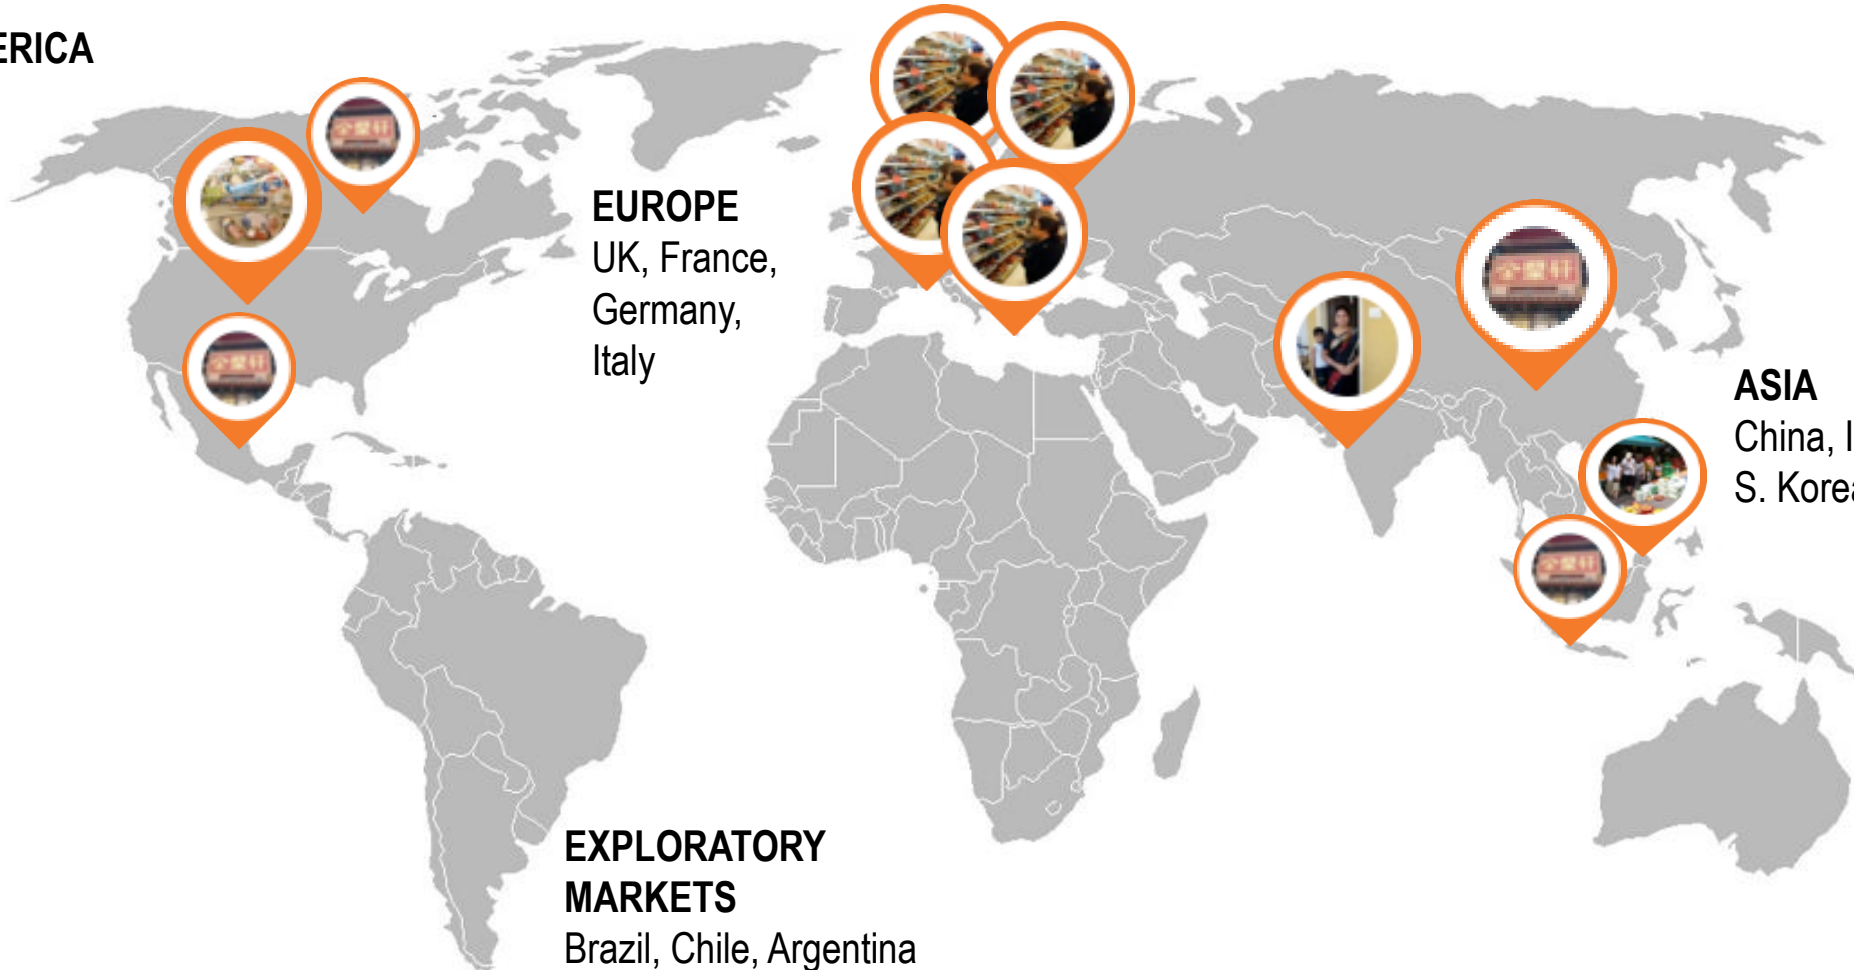 ERICA
EUROPE
UK, France,
Germany,
Italy
ASIA
China, I
S. Korea
EXPLORATORY
MARKETS
Brazil, Chile, Argentina